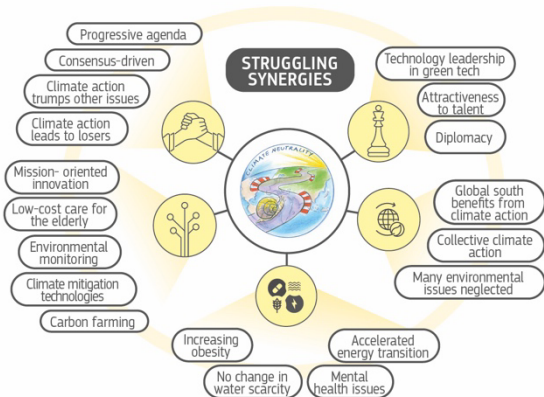 STRUGGLING
SYNERGIES
Progressive agenda
Consensus-driven
Climate action
trumps other issues
Climate action
leads to losers
Technology leadership
in green tech
Attractiveness
to talent
Diplomacy
CLIMATE NEUTRALITY
Mission- oriented
innovation
Low-cost care for
the elderly
Environmental
monitoring
Climate mitigation
technologies
Carbon farming
Global south
benefits from
climate action
Collective climate
action
Many environmental
issues neglected
Increasing
obesity
No change in
water scarcity
Accelerated
energy transition
Mental
health issues